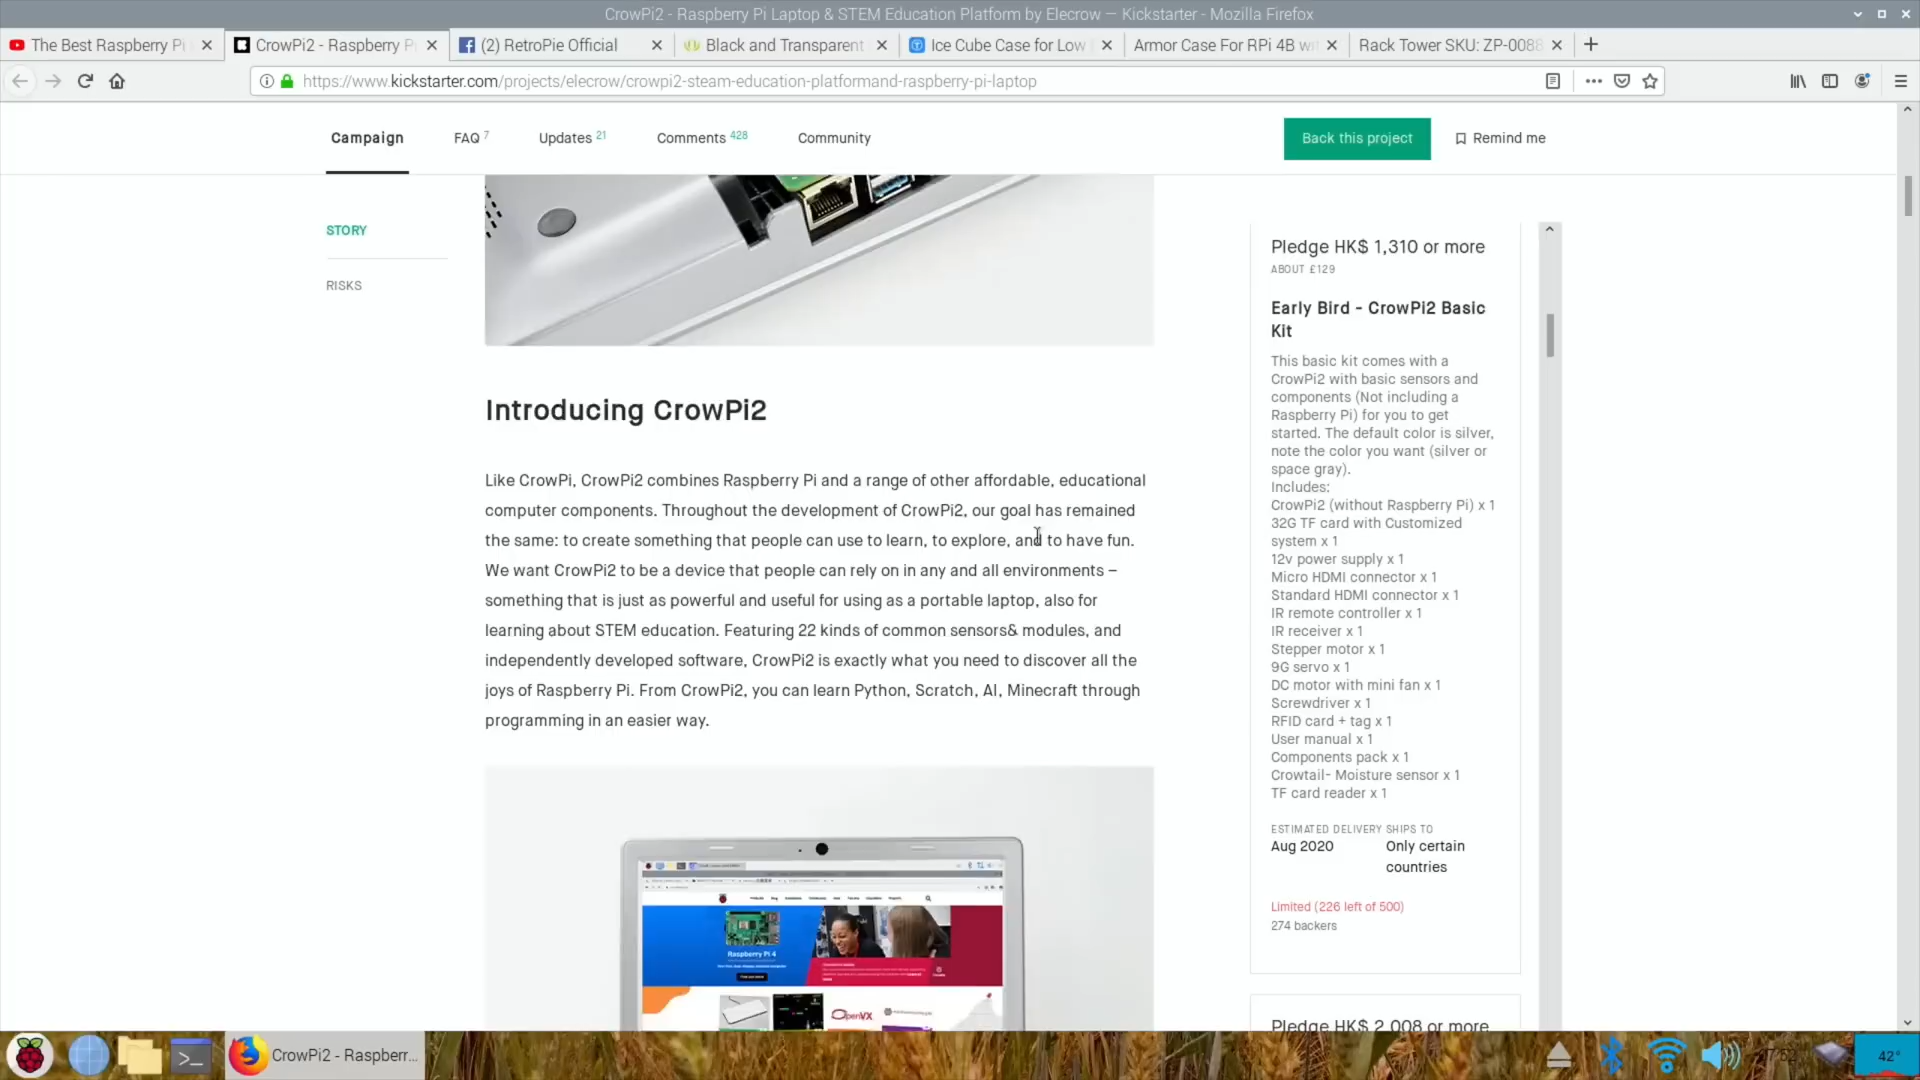 CrowPi2 - Raspberry Pi Laptop & STEM Education Platform by Elecrow — Kickstarter - Mozilla Firefox
The Best Raspberry Pi
CrowPi2 - Raspberry P
(2) RetroPie Official
Black and Transparent
Ice Cube Case for Low
Armor Case For RPi 4B wi
Rack Tower SKU: ZP-0088
https://www.kickstarter.com/projects/elecrow/crowpi2-steam-education-platformand-raspberry-pi-laptop
Campaign
FAQ 7
Updates 21
Comments 428
Community
Back this project
Remind me
STORY
RISKS
Introducing CrowPi2
Like CrowPi, CrowPi2 combines Raspberry Pi and a range of other affordable, educational
computer components. Throughout the development of CrowPi2, our goal has remained
the same: to create something that people can use to learn, to explore, and to have fun.
We want CrowPi2 to be a device that people can rely on in any and all environments –
something that is just as powerful and useful for using as a portable laptop, also for
learning about STEM education. Featuring 22 kinds of common sensors& modules, and
independently developed software, CrowPi2 is exactly what you need to discover all the
joys of Raspberry Pi. From CrowPi2, you can learn Python, Scratch, AI, Minecraft through
programming in an easier way.
Raspberry Pi 4
OpenVX
Pledge HK$ 1,310 or more
ABOUT £129
Early Bird - CrowPi2 Basic
Kit
This basic kit comes with a
CrowPi2 with basic sensors and
components (Not including a
Raspberry Pi) for you to get
started. The default color is silver,
note the color you want (silver or
space gray).
Includes:
CrowPi2 (without Raspberry Pi) x 1
32G TF card with Customized
system x 1
12v power supply x 1
Micro HDMI connector x 1
Standard HDMI connector x 1
IR remote controller x 1
IR receiver x 1
Stepper motor x 1
9G servo x 1
DC motor with mini fan x 1
Screwdriver x 1
RFID card + tag x 1
User manual x 1
Components pack x 1
Crowtail- Moisture sensor x 1
TF card reader x 1
ESTIMATED DELIVERY
Aug 2020
SHIPS TO
Only certain
countries
Limited (226 left of 500)
274 backers
Pledge HK$ 2,008 or more
CrowPi2 - Raspberr...
42°